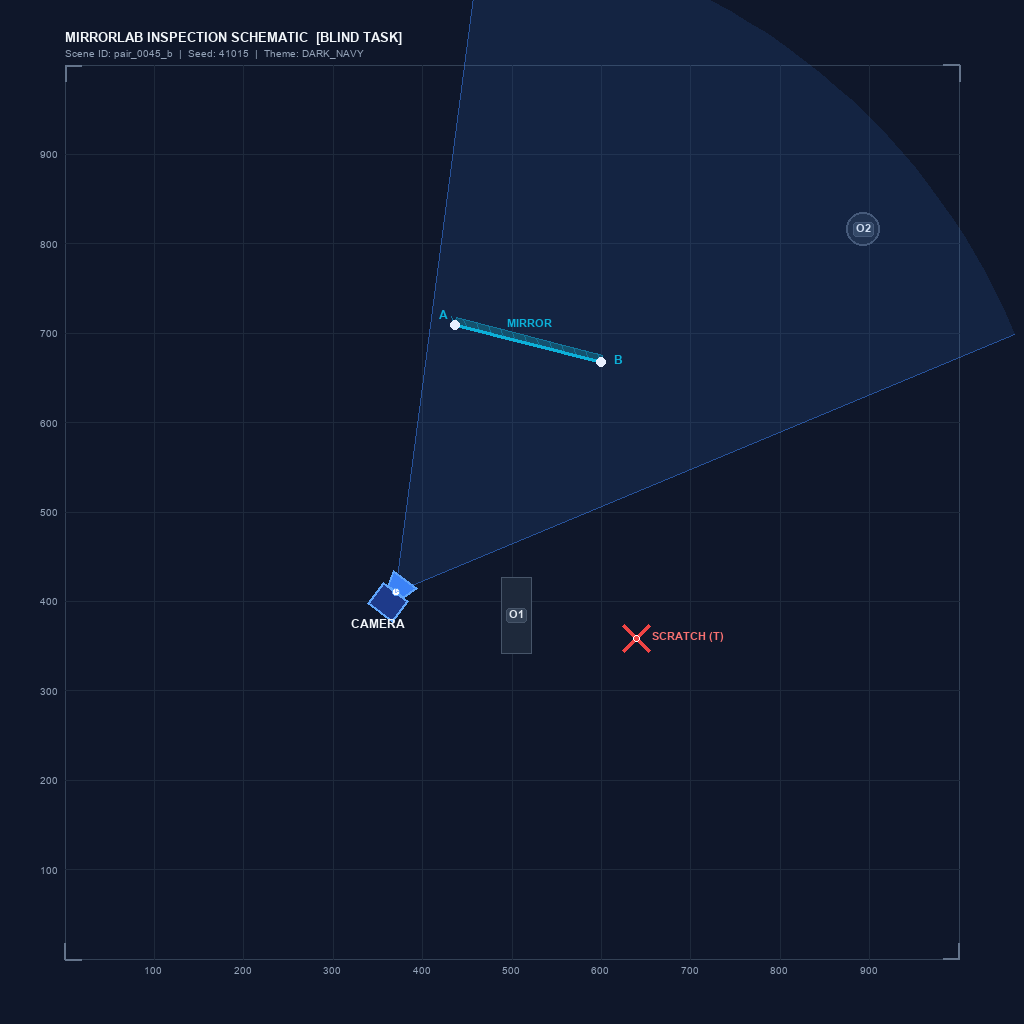 MIRRORLAB INSPECTION SCHEMATIC [BLIND TASK]
Scene ID: pair_0045_b | Seed: 41015 | Theme: DARK_NAVY
900
800
O2
A
MIRROR
700
B
600
500
400
O1
CAMERA
SCRATCH (T)
300
200
100
100 200 300 400 500 600 700 800 900